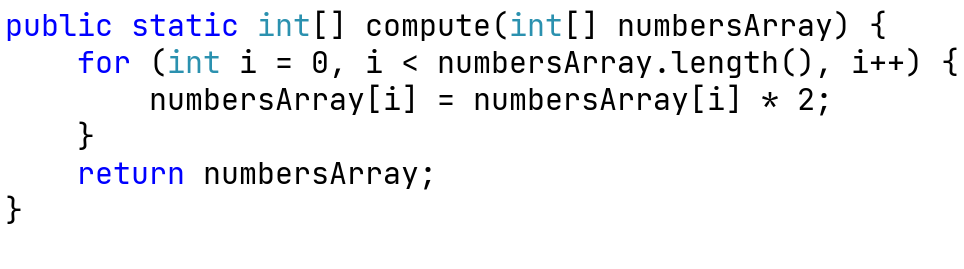 public static int[] compute(int[] numbersArray) {
    for (int i = 0, i < numbersArray.length(), i++) {
        numbersArray[i] = numbersArray[i] * 2;
    }
    return numbersArray;
}